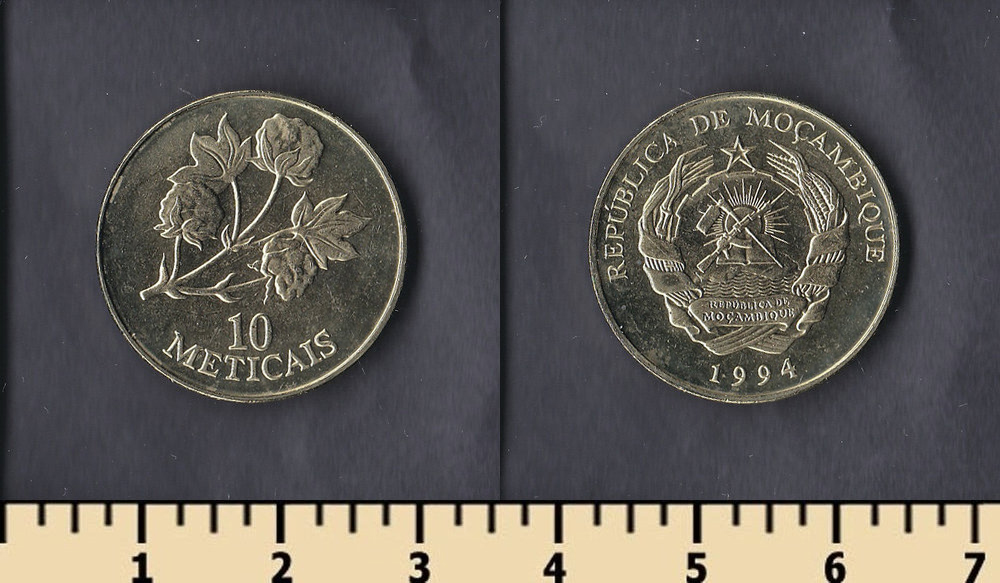 10
METICAIS
REPÚBLICA DE MOÇAMBIQUE
REPÚBLICA DE
MOÇAMBIQUE
1994
1 2 3 4 5 6 7